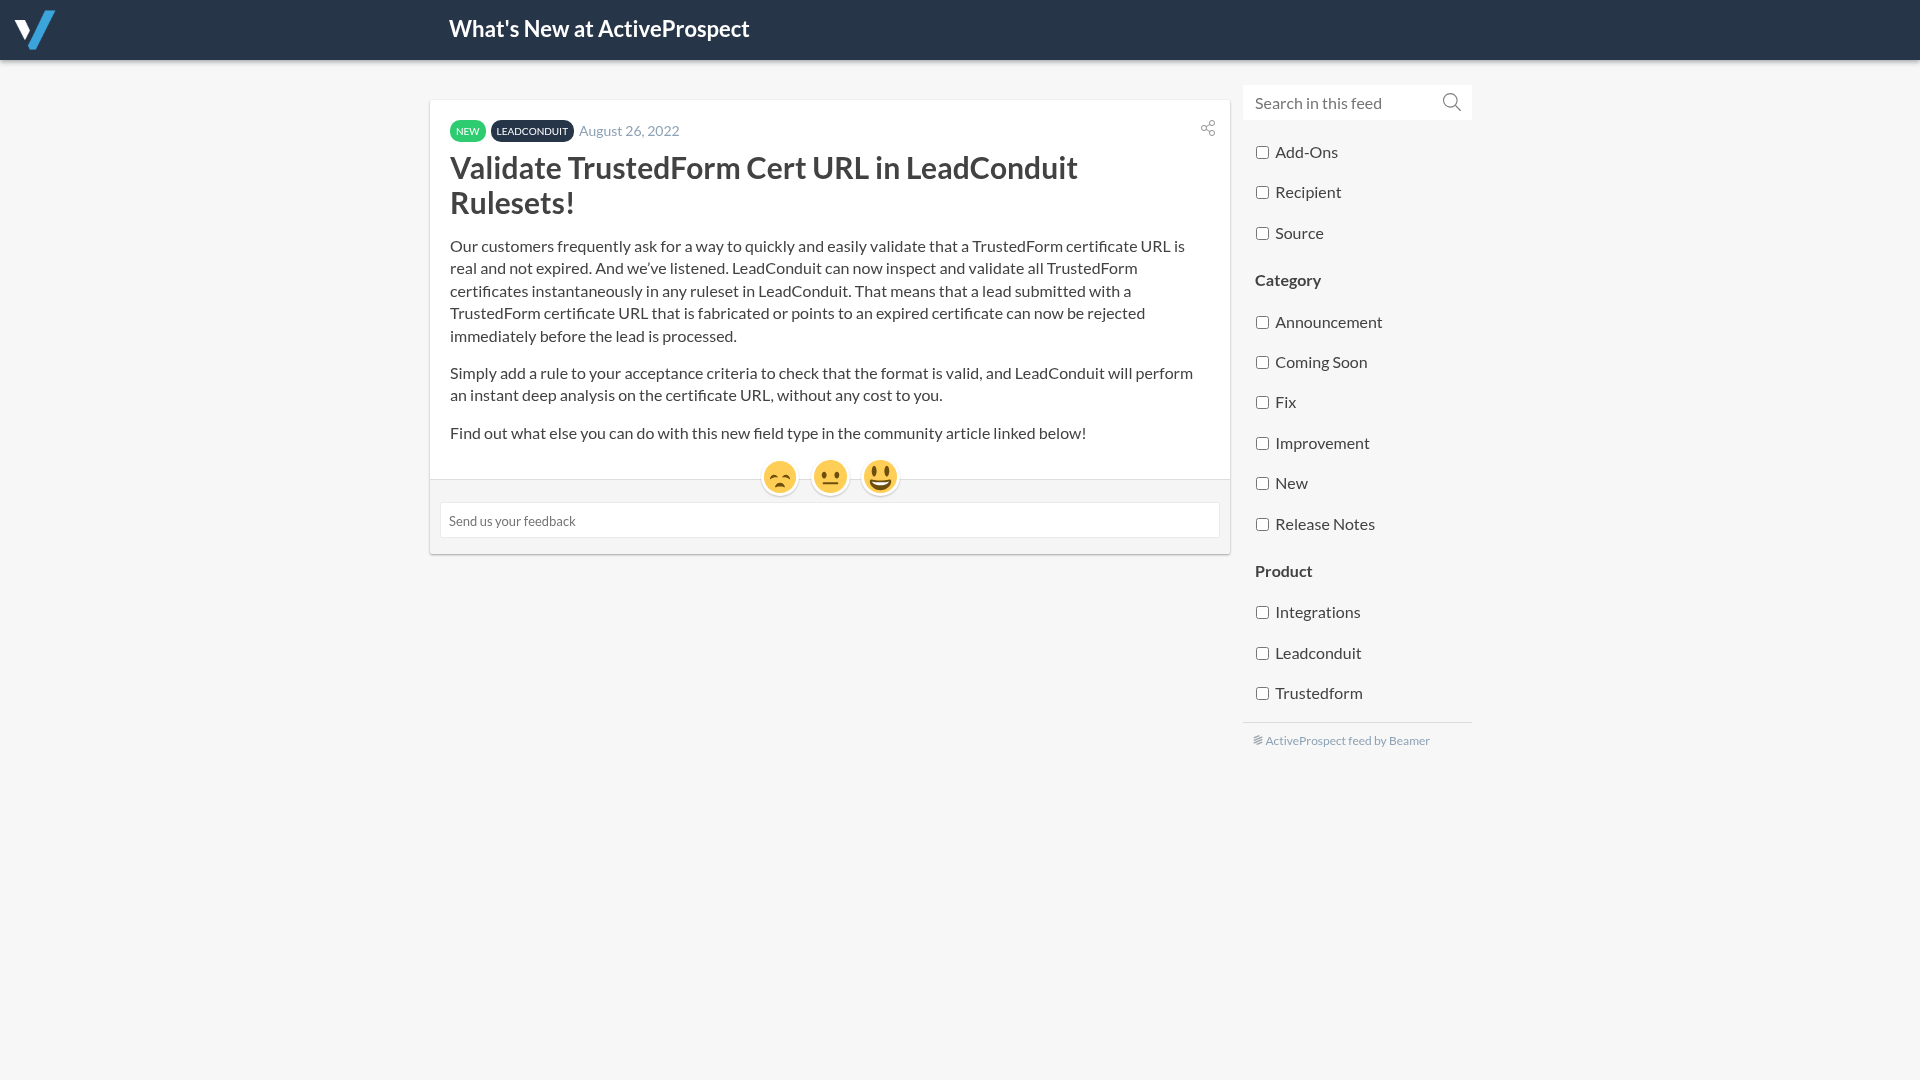 What's New at ActiveProspect
NEW LEADCONDUIT August 26, 2022
Validate TrustedForm Cert URL in LeadConduit
Rulesets!
Our customers frequently ask for a way to quickly and easily validate that a TrustedForm certificate URL is
real and not expired. And we’ve listened. LeadConduit can now inspect and validate all TrustedForm
certificates instantaneously in any ruleset in LeadConduit. That means that a lead submitted with a
TrustedForm certificate URL that is fabricated or points to an expired certificate can now be rejected
immediately before the lead is processed.
Simply add a rule to your acceptance criteria to check that the format is valid, and LeadConduit will perform
an instant deep analysis on the certificate URL, without any cost to you.
Find out what else you can do with this new field type in the community article linked below!
Send us your feedback
Search in this feed
Add-Ons
Recipient
Source
Category
Announcement
Coming Soon
Fix
Improvement
New
Release Notes
Product
Integrations
Leadconduit
Trustedform
ActiveProspect feed by Beamer